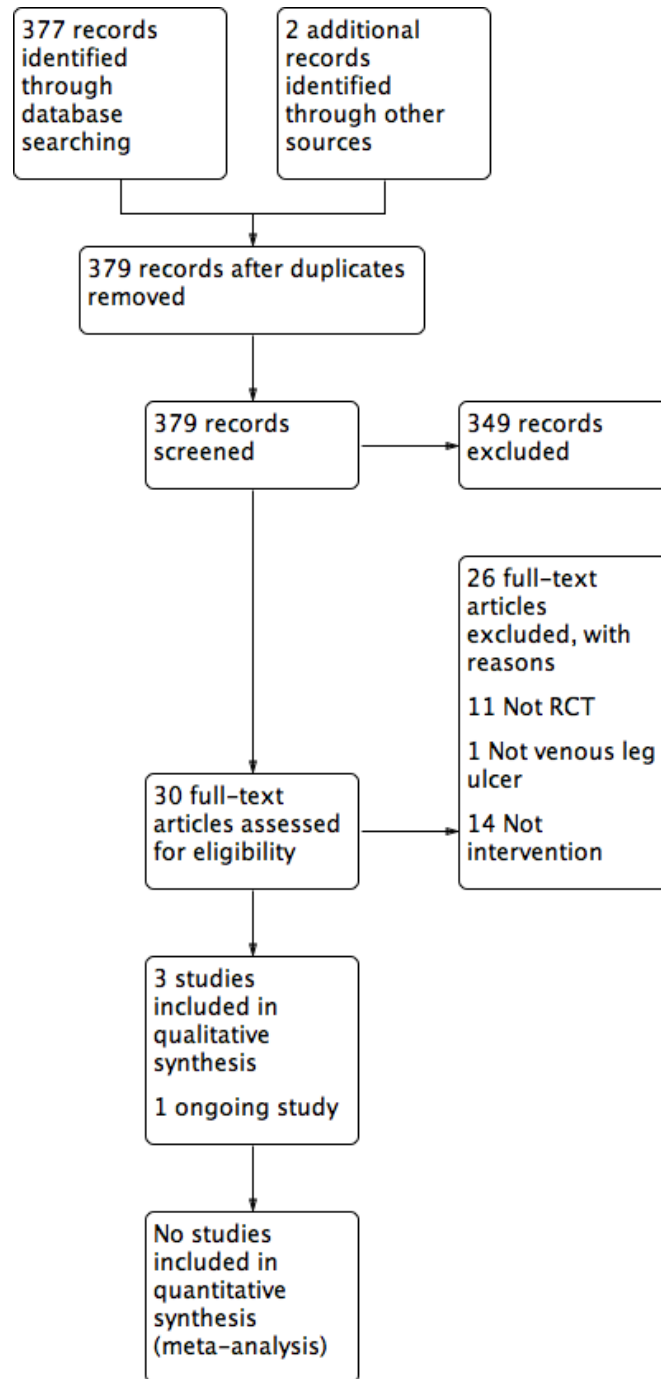 377 records
identified
through
database
searching
2 additional
records
identified
through other
sources
379 records after duplicates
removed
379 records
screened
349 records
excluded
26 full-text
articles
excluded, with
reasons
11 Not RCT
1 Not venous leg
ulcer
14 Not
intervention
30 full-text
articles assessed
for eligibility
3 studies
included in
qualitative
synthesis
1 ongoing study
No studies
included in
quantitative
synthesis
(meta-analysis)